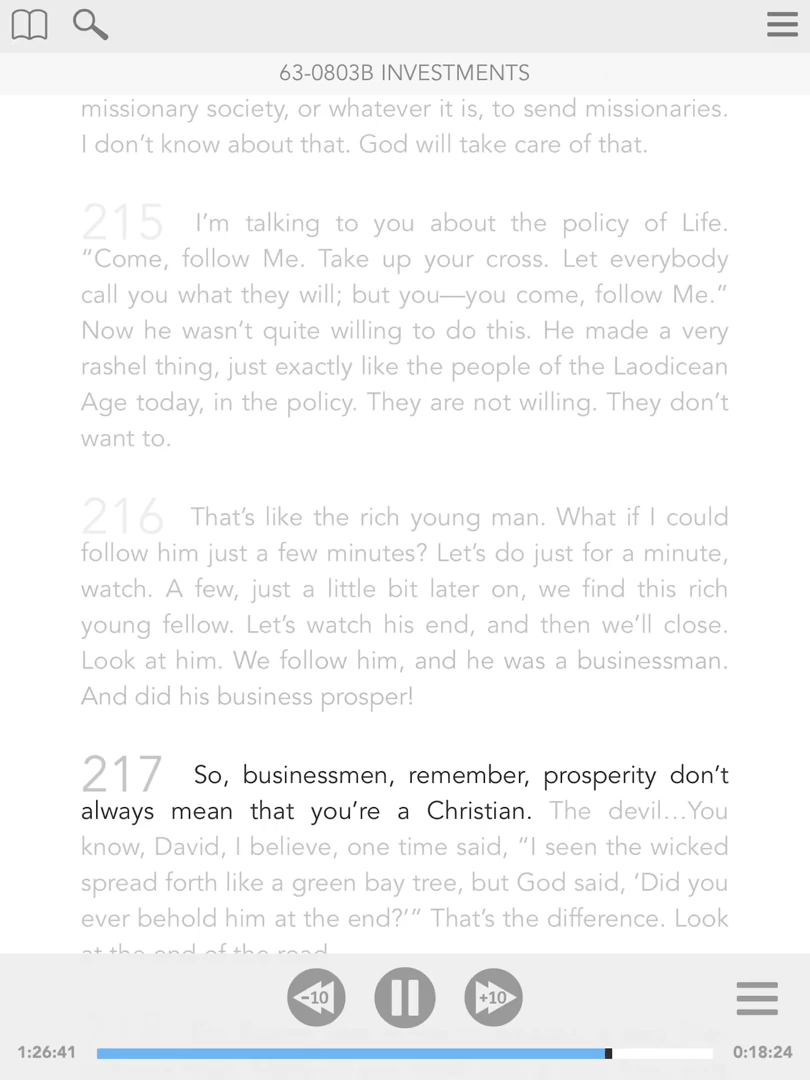 63-0803B INVESTMENTS
missionary society, or whatever it is, to send missionaries.
I don’t know about that. God will take care of that.
215 I’m talking to you about the policy of Life.
“Come, follow Me. Take up your cross. Let everybody
call you what they will; but you—you come, follow Me.”
Now he wasn’t quite willing to do this. He made a very
rashel thing, just exactly like the people of the Laodicean
Age today, in the policy. They are not willing. They don’t
want to.
216 That’s like the rich young man. What if I could
follow him just a few minutes? Let’s do just for a minute,
watch. A few, just a little bit later on, we find this rich
young fellow. Let’s watch his end, and then we’ll close.
Look at him. We follow him, and he was a businessman.
And did his business prosper!
217 So, businessmen, remember, prosperity don’t
always mean that you’re a Christian. The devil…You
know, David, I believe, one time said, “I seen the wicked
spread forth like a green bay tree, but God said, ‘Did you
ever behold him at the end?’” That’s the difference. Look
at the end of the road.
-10 +10
1:26:41 0:18:24